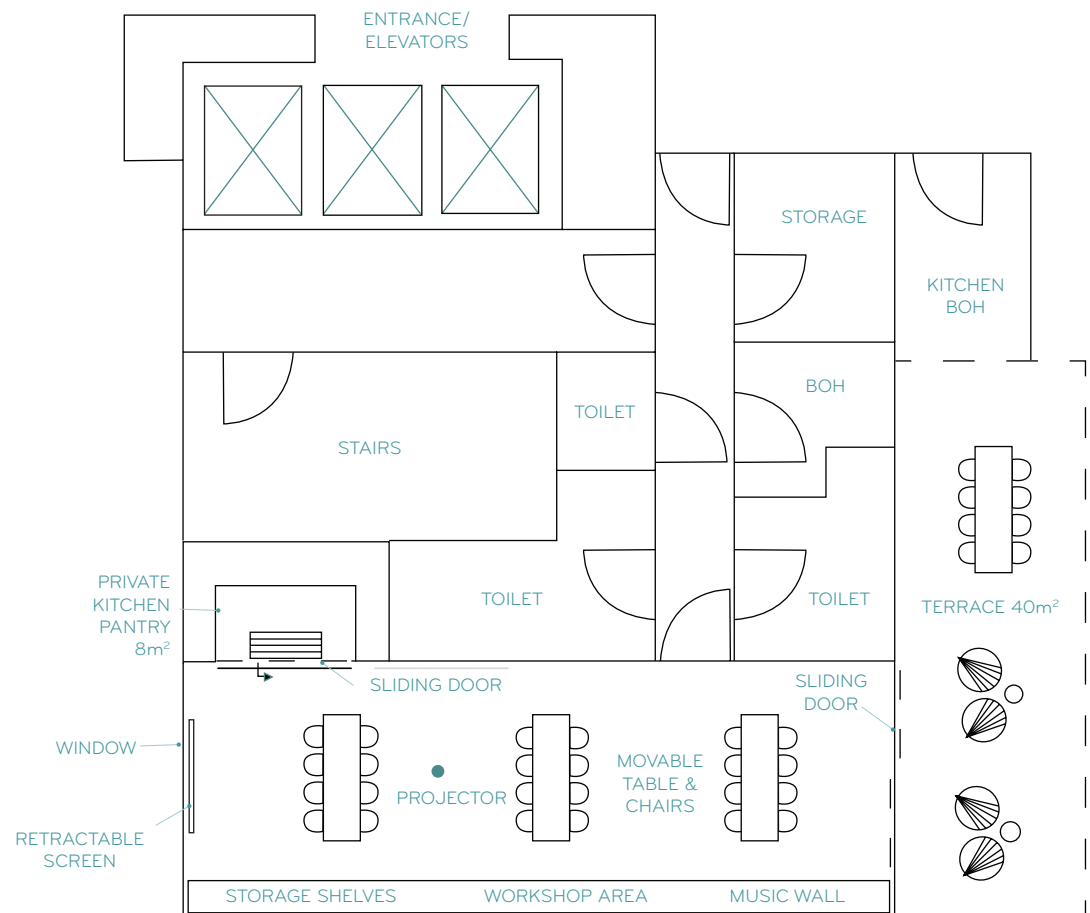 ENTRANCE/
ELEVATORS
STORAGE
KITCHEN
BOH
BOH
TOILET
STAIRS
PRIVATE
KITCHEN
PANTRY
8m²
TOILET
TOILET
TERRACE 40m²
SLIDING DOOR
SLIDING
DOOR
WINDOW
MOVABLE
TABLE &
CHAIRS
PROJECTOR
RETRACTABLE
SCREEN
STORAGE SHELVES
WORKSHOP AREA
MUSIC WALL